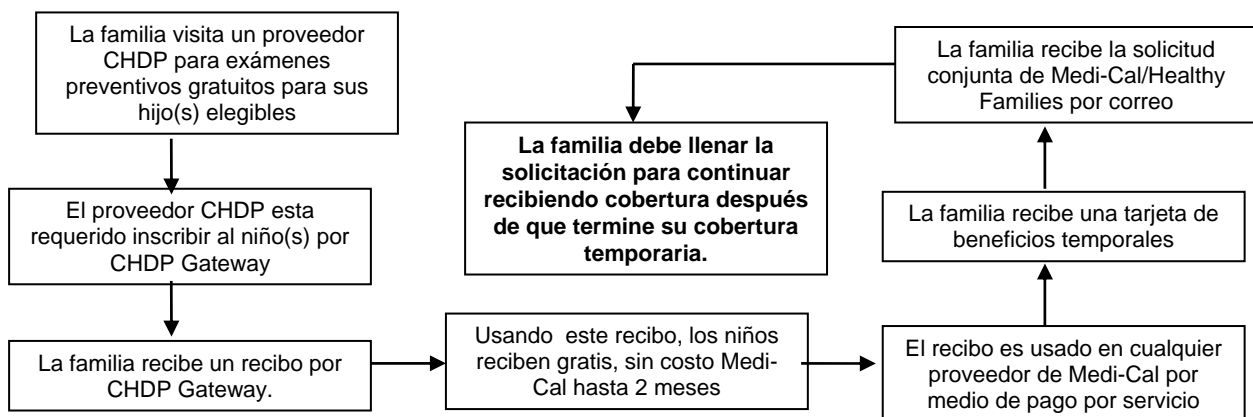 La familia visita un proveedor
CHDP para exámenes
preventivos gratuitos para sus
hijo(s) elegibles
El proveedor CHDP esta
requerido inscribir al niño(s) por
CHDP Gateway
La familia recibe un recibo por
CHDP Gateway.
Usando este recibo, los niños
reciben gratis, sin costo Medi-
Cal hasta 2 meses
El recibo es usado en cualquier
proveedor de Medi-Cal por
medio de pago por servicio
La familia recibe una tarjeta de
beneficios temporales
La familia recibe la solicitud
conjunta de Medi-Cal/Healthy
Families por correo
La familia debe llenar la
solicitación para continuar
recibiendo cobertura después
de que termine su cobertura
temporaria.